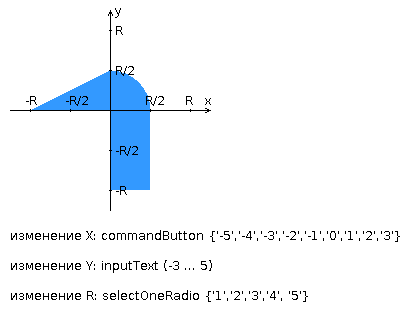 y
R
R/2
-R
-R/2
R/2
R
x
-R/2
-R
изменение X: commandButton {'-5','-4','-3','-2','-1','0','1','2','3'}
изменение Y: inputText (-3 ... 5)
изменение R: selectOneRadio {'1','2','3','4', '5'}